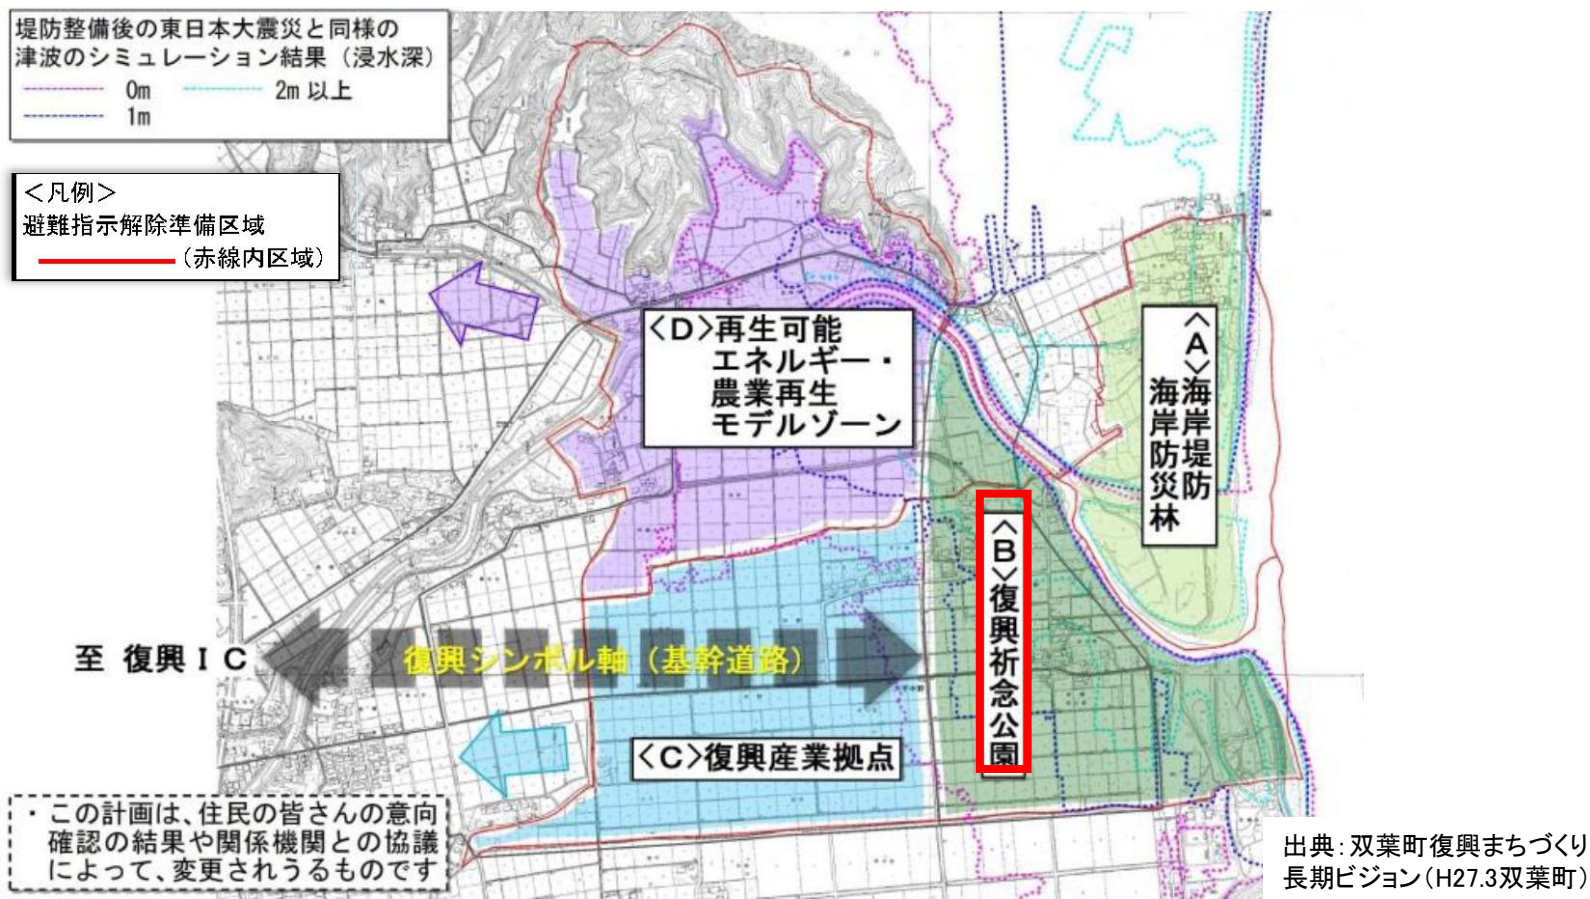 堤防整備後の東日本大震災と同様の
津波のシミュレーション結果（浸水深）
0m
2m 以上
1m
＜凡例＞
避難指示解除準備区域
（赤線内区域）
<D>再生可能
エネルギー・
農業再生
モデルゾーン
<A>海岸堤防
海岸防災林
<B>復興祈念公園
至 復興ＩＣ
復興シンボル軸（基幹道路）
<C>復興産業拠点
・この計画は、住民の皆さんの意向
確認の結果や関係機関との協議
によって、変更されうるものです
出典：双葉町復興まちづくり
長期ビジョン（H27.3双葉町）